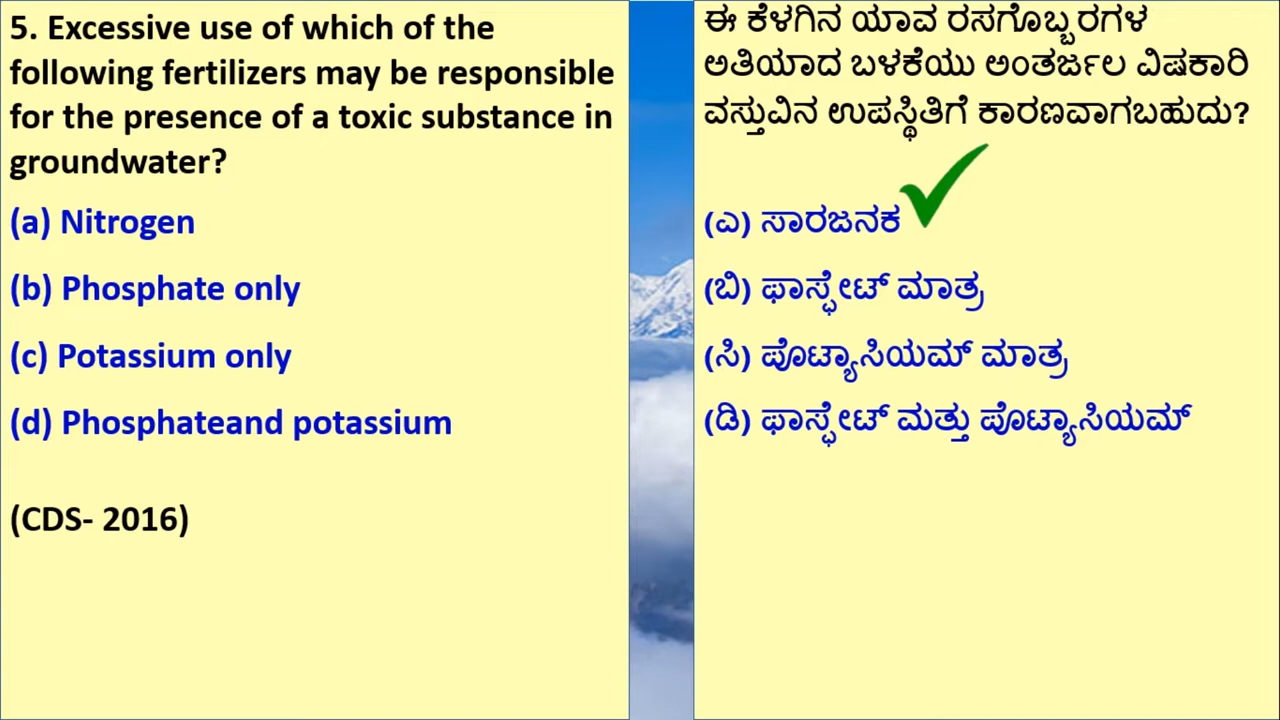 5. Excessive use of which of the
following fertilizers may be responsible
for the presence of a toxic substance in
groundwater?
(a) Nitrogen
(b) Phosphate only
(c) Potassium only
(d) Phosphateand potassium
(CDS- 2016)
ಈ ಕೆಳಗಿನ ಯಾವ ರಸಗೊಬ್ಬರಗಳ
ಅತಿಯಾದ ಬಳಕೆಯು ಅಂತರ್ಜಲ ವಿಷಕಾರಿ
ವಸ್ತುವಿನ ಉಪಸ್ಥಿತಿಗೆ ಕಾರಣವಾಗಬಹುದು?
(ಎ) ಸಾರಜನಕ
(ಬಿ) ಫಾಸ್ಫೇಟ್ ಮಾತ್ರ
(ಸಿ) ಪೊಟ್ಯಾಸಿಯಮ್ ಮಾತ್ರ
(ಡಿ) ಫಾಸ್ಫೇಟ್ ಮತ್ತು ಪೊಟ್ಯಾಸಿಯಮ್